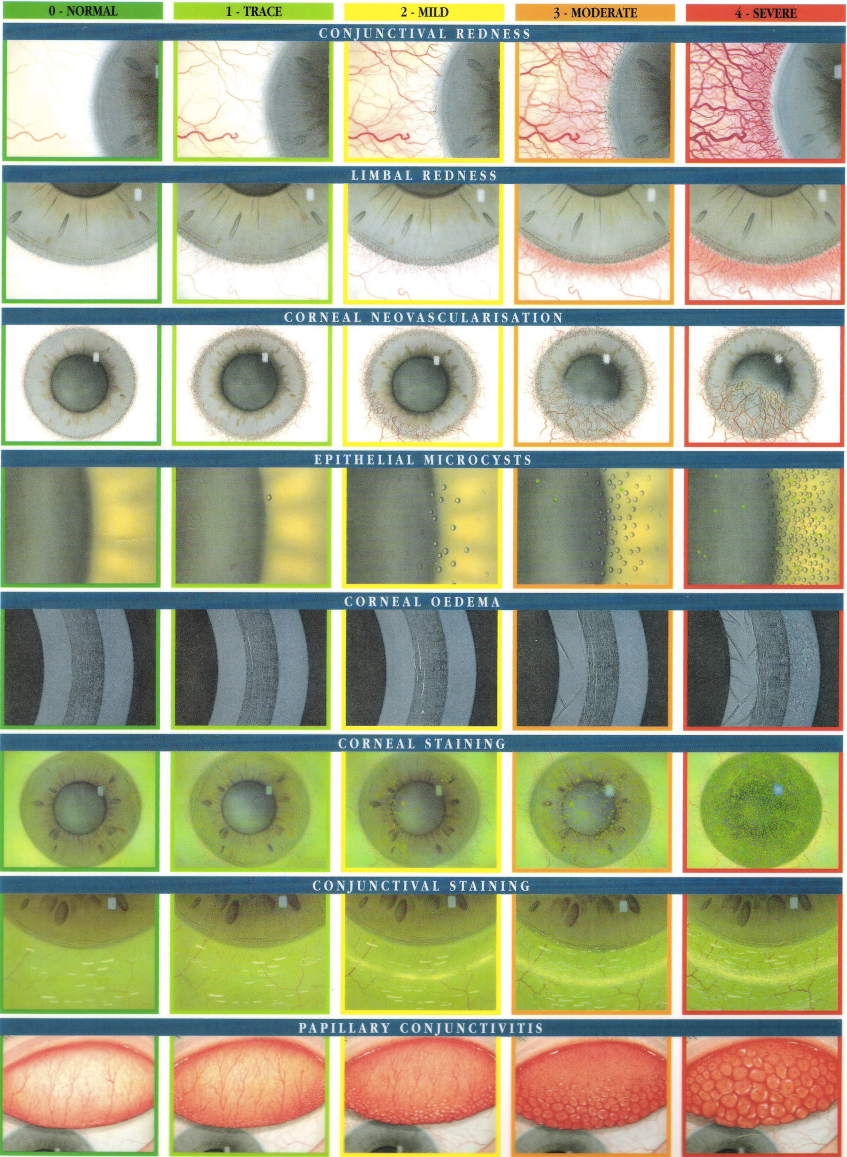 0 - NORMAL 1 - TRACE 2 - MILD 3 - MODERATE 4 - SEVERE
CONJUNCTIVAL REDNESS
LIMBAL REDNESS
CORNEAL NEOVASCULARISATION
EPITHELIAL MICROCYSTS
CORNEAL OEDEMA
CORNEAL STAINING
CONJUNCTIVAL STAINING
PAPILLARY CONJUNCTIVITIS